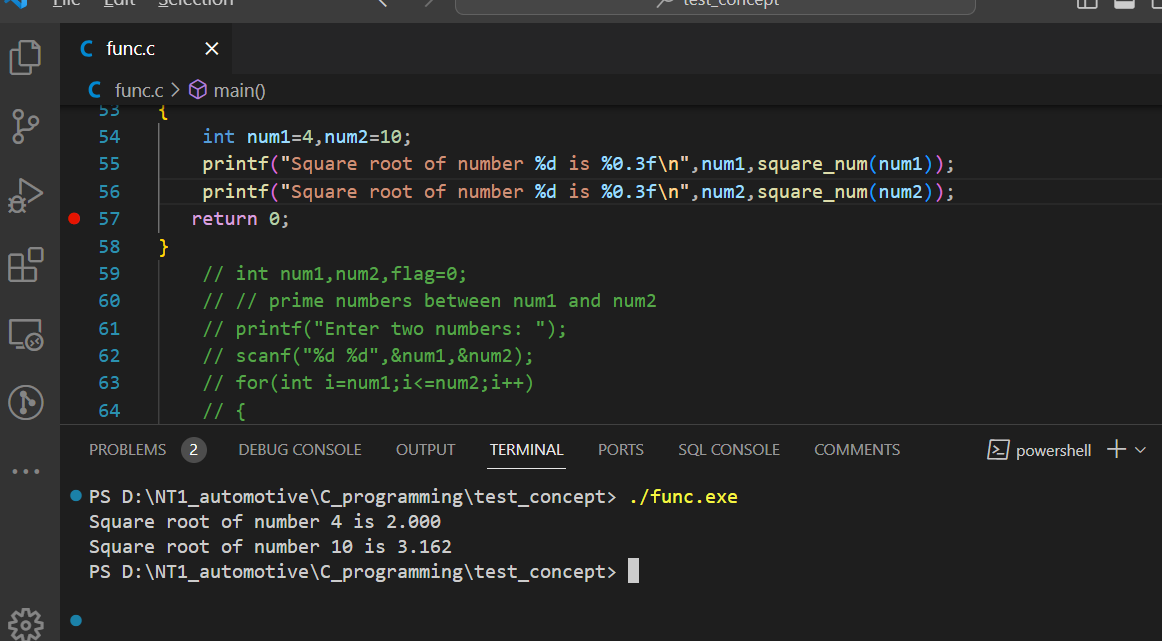 File Edit Selection test_concept
C func.c ×
C func.c > main()
53 {
54 int num1=4,num2=10;
55 printf("Square root of number %d is %0.3f\n",num1,square_num(num1));
56 printf("Square root of number %d is %0.3f\n",num2,square_num(num2));
57 return 0;
58 }
59 // int num1,num2,flag=0;
60 // // prime numbers between num1 and num2
61 // printf("Enter two numbers: ");
62 // scanf("%d %d",&num1,&num2);
63 // for(int i=num1;i<=num2;i++)
64 // {
PROBLEMS 2 DEBUG CONSOLE OUTPUT TERMINAL PORTS SQL CONSOLE COMMENTS powershell
PS D:\NT1_automotive\C_programming\test_concept> ./func.exe
Square root of number 4 is 2.000
Square root of number 10 is 3.162
PS D:\NT1_automotive\C_programming\test_concept>